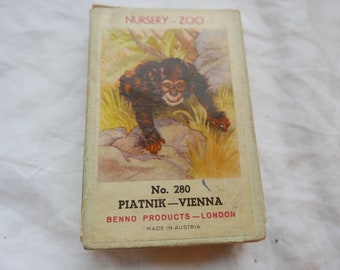 NURSERY - ZOO
No. 280
PIATNIK—VIENNA
BENNO PRODUCTS—LONDON
MADE IN AUSTRIA